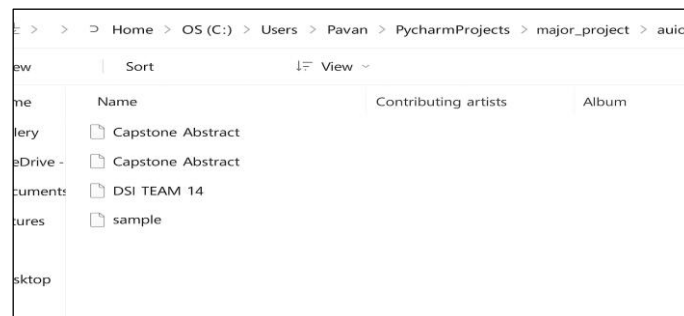 > > Home > OS (C:) > Users > Pavan > PycharmProjects > major_project > auio
ew Sort View
me Name Contributing artists Album
lery Capstone Abstract
eDrive - Capstone Abstract
cuments DSI TEAM 14
tures sample
sktop